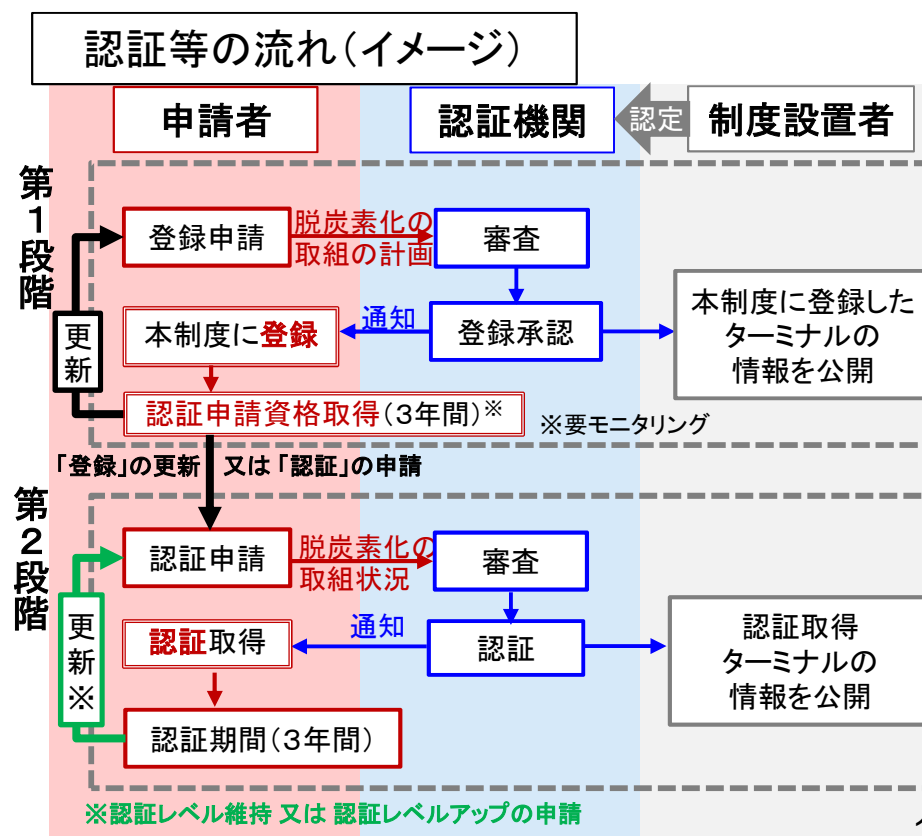 認証等の流れ（イメージ）
申請者
認証機関
認定
制度設置者
第１段階
登録申請
脱炭素化の
取組の計画
審査
本制度に登録
通知
登録承認
本制度に登録した
ターミナルの
情報を公開
更新
認証申請資格取得（３年間）※
※要モニタリング
「登録」の更新 又は 「認証」の申請
第２段階
認証申請
脱炭素化の
取組状況
審査
更新※
認証取得
通知
認証
認証取得
ターミナルの
情報を公開
認証期間（３年間）
※認証レベル維持 又は 認証レベルアップの申請